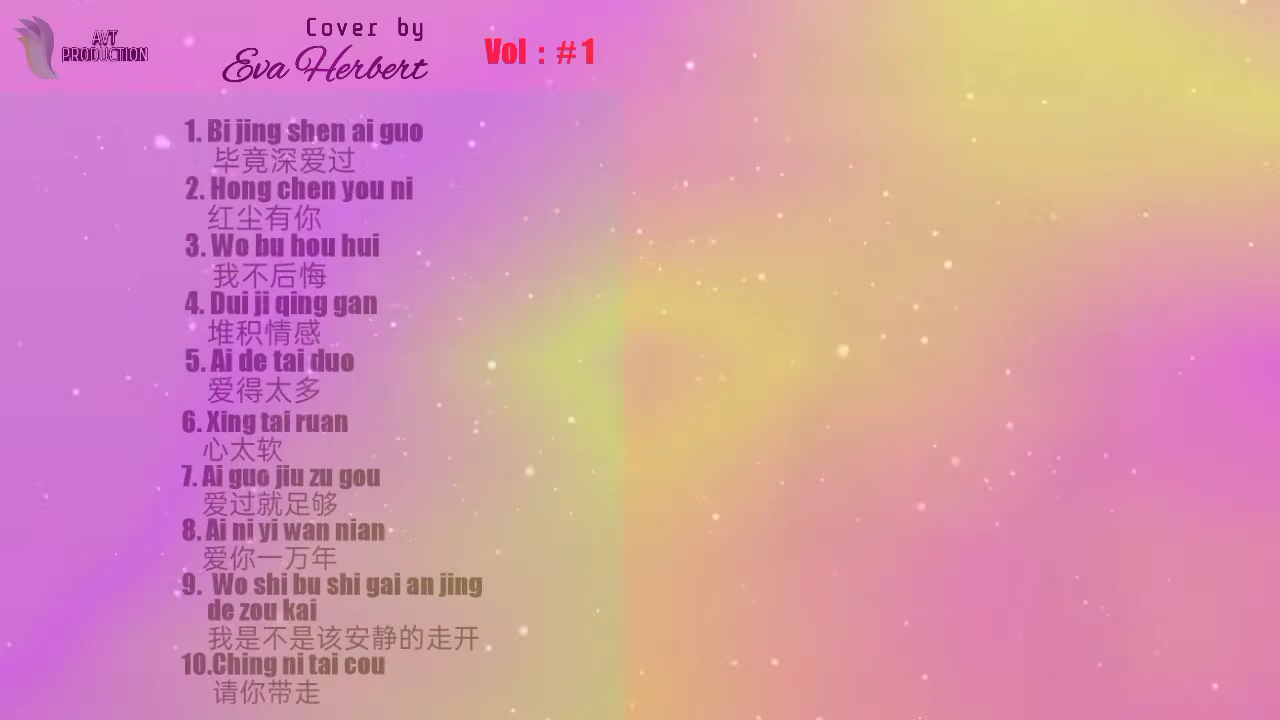 AVT
PRODUCTION
Cover by
Eva Herbert
Vol : #1
1. Bi jing shen ai guo
毕竟深爱过
2. Hong chen you ni
红尘有你
3. Wo bu hou hui
我不后悔
4. Dui ji qing gan
堆积情感
5. Ai de tai duo
爱得太多
6. Xing tai ruan
心太软
7. Ai guo jiu zu gou
爱过就足够
8. Ai ni yi wan nian
爱你一万年
9. Wo shi bu shi gai an jing
de zou kai
我是不是该安静的走开
10.Ching ni tai cou
请你带走